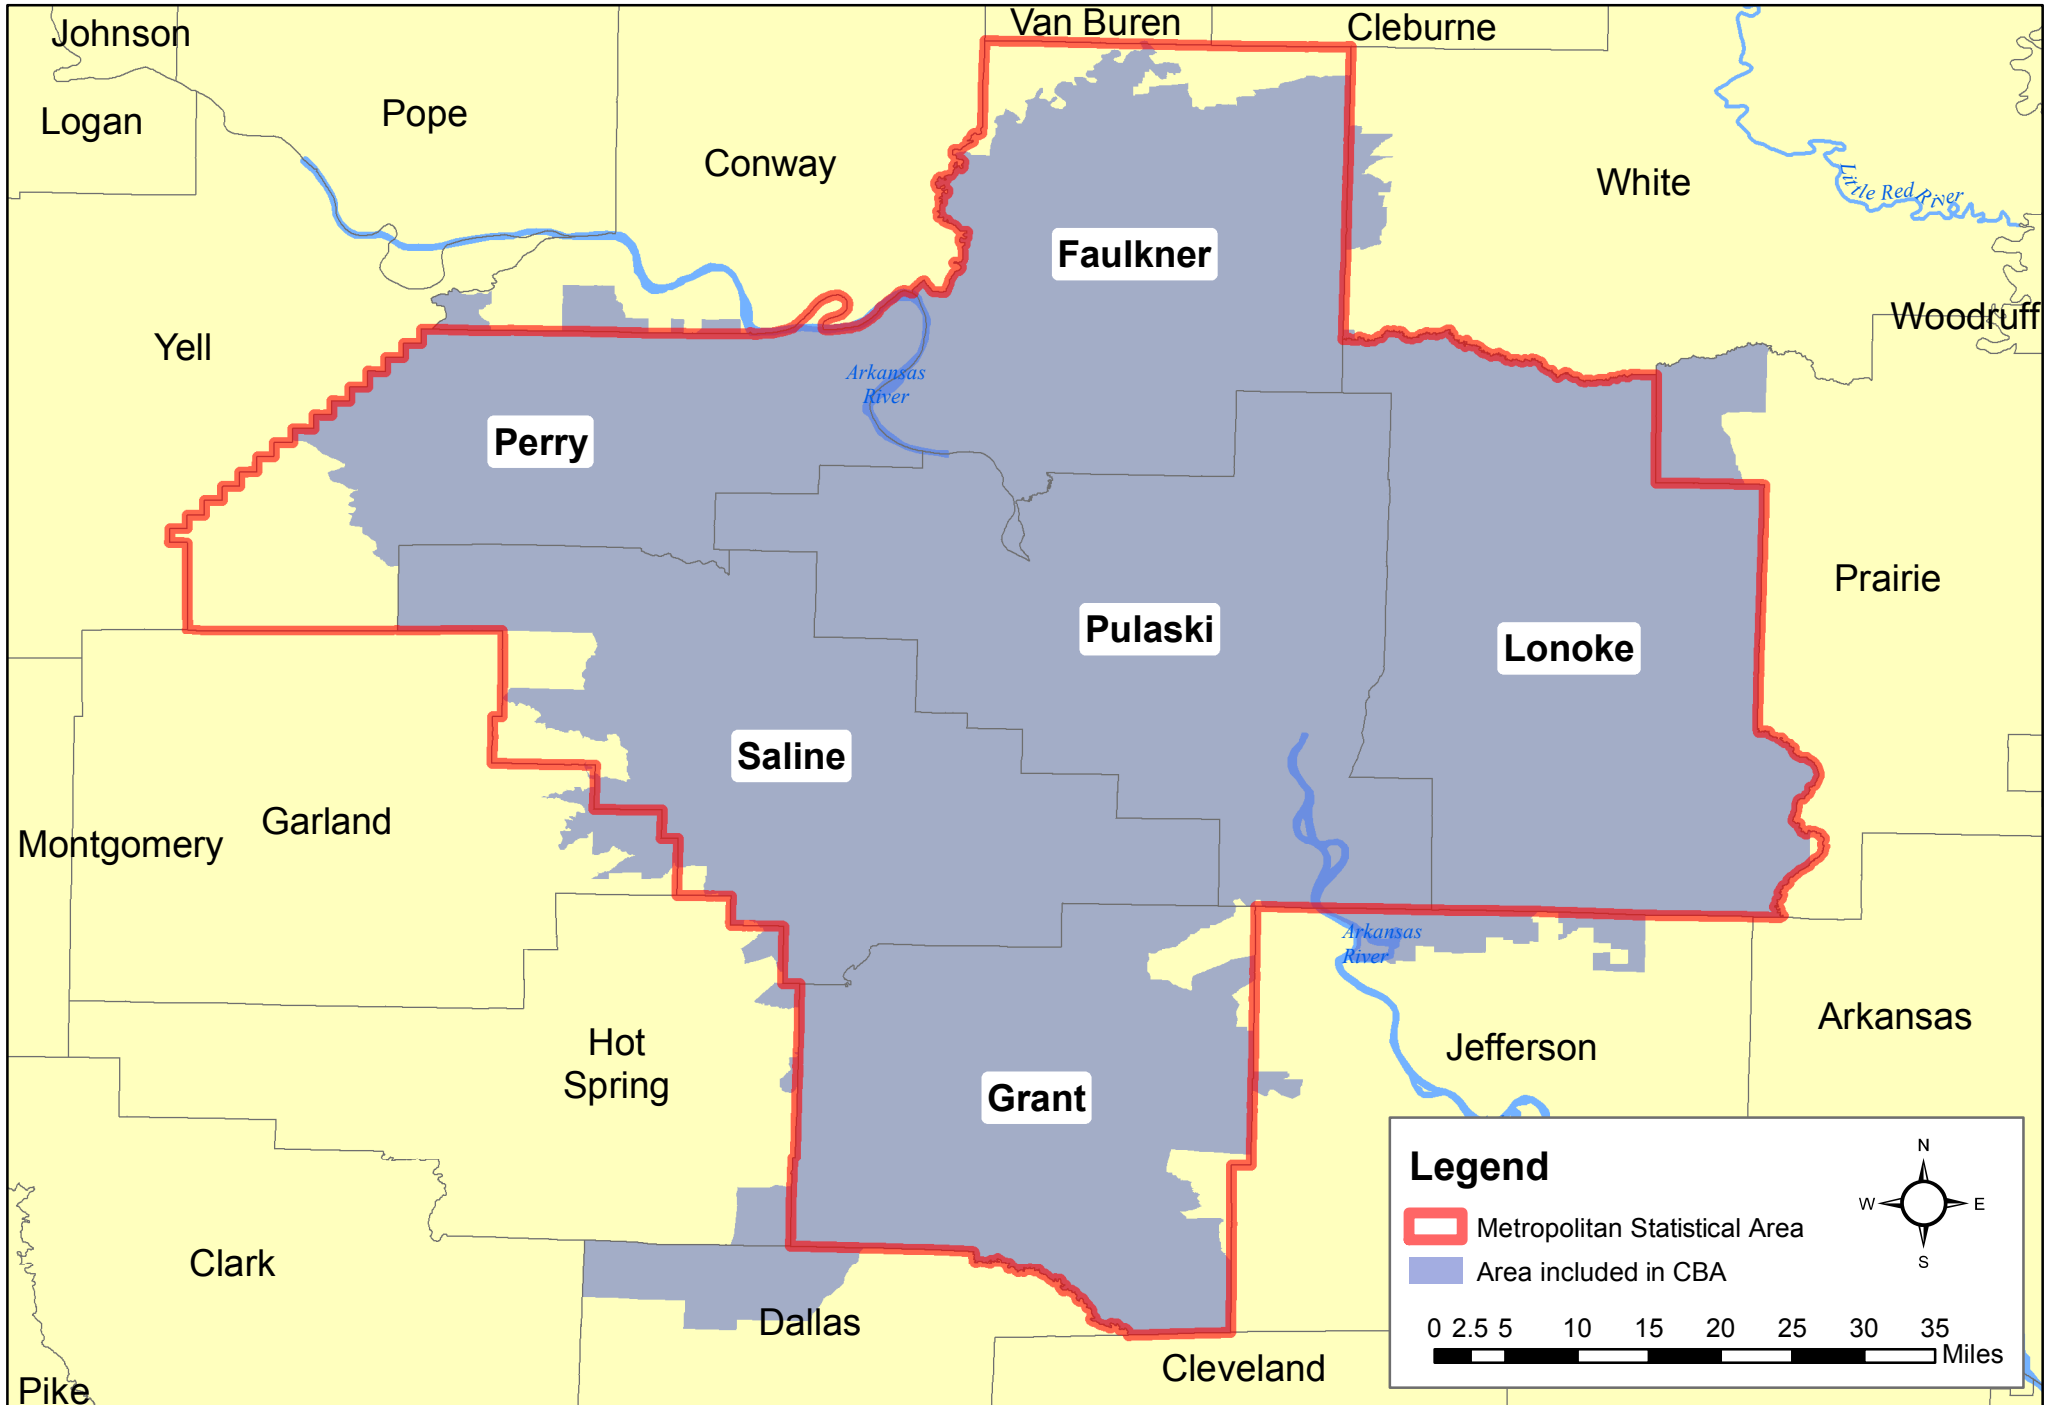 Johnson
Van Buren
Cleburne
Logan
Pope
Conway
White
Little Red River
Faulkner
Woodruff
Yell
Arkansas
River
Perry
Prairie
Pulaski
Lonoke
Saline
Garland
Montgomery
Arkansas
River
Arkansas
Hot
Spring
Jefferson
Grant
Clark
Dallas
Cleveland
Pike
Legend
N
W E
S
Metropolitan Statistical Area
Area included in CBA
0 2.5 5 10 15 20 25 30 35
Miles